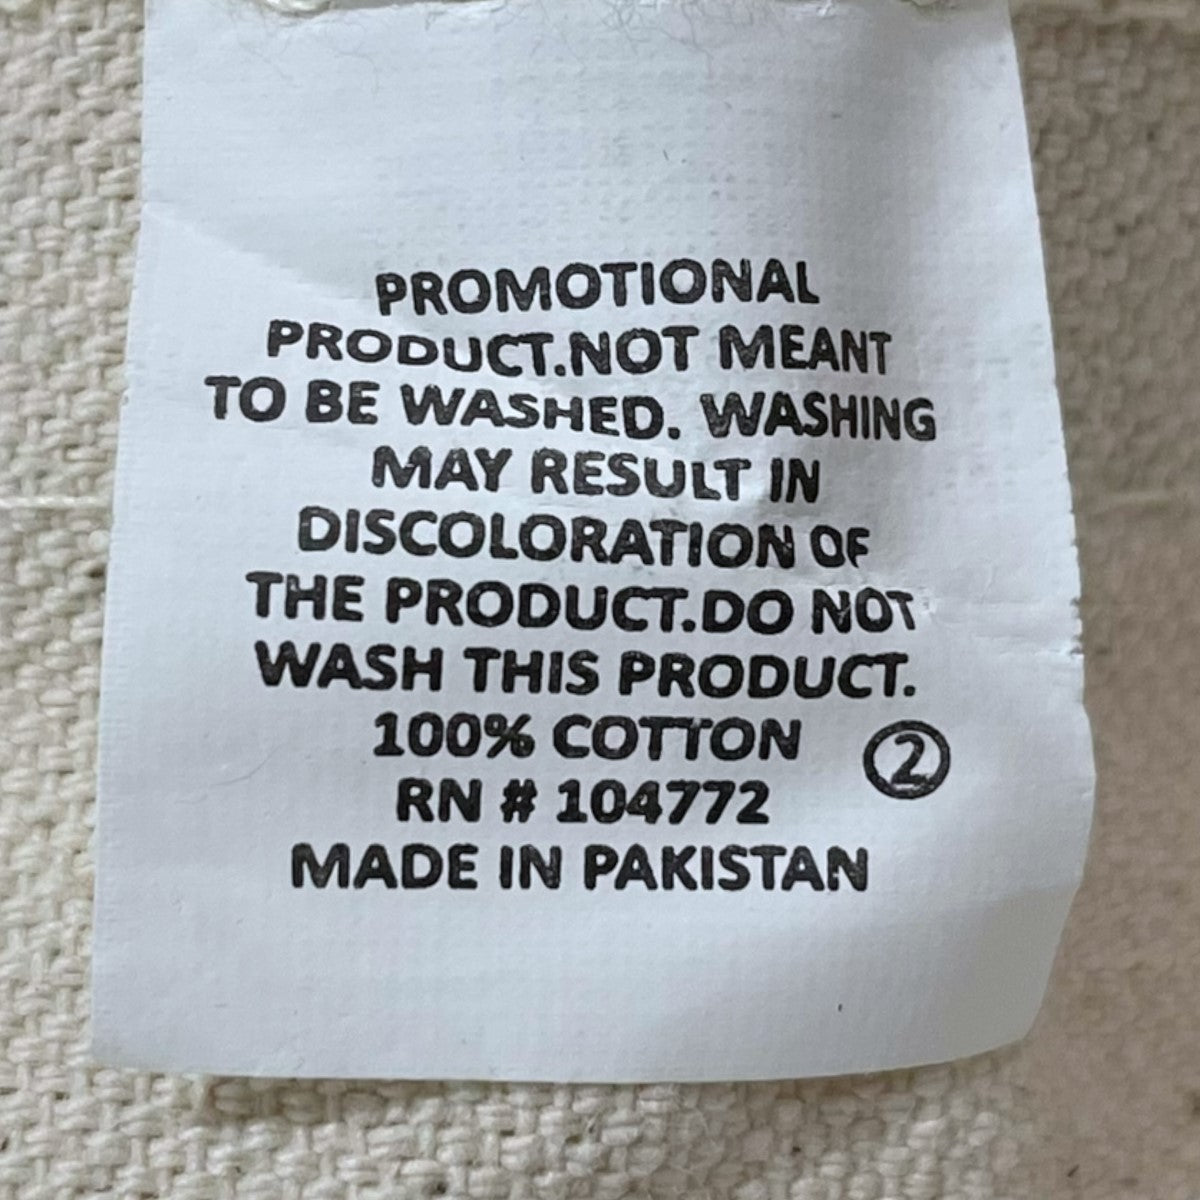 PROMOTIONAL
PRODUCT.NOT MEANT
TO BE WASHED. WASHING
MAY RESULT IN
DISCOLORATION OF
THE PRODUCT.DO NOT
WASH THIS PRODUCT.
100% COTTON
②
RN # 104772
MADE IN PAKISTAN